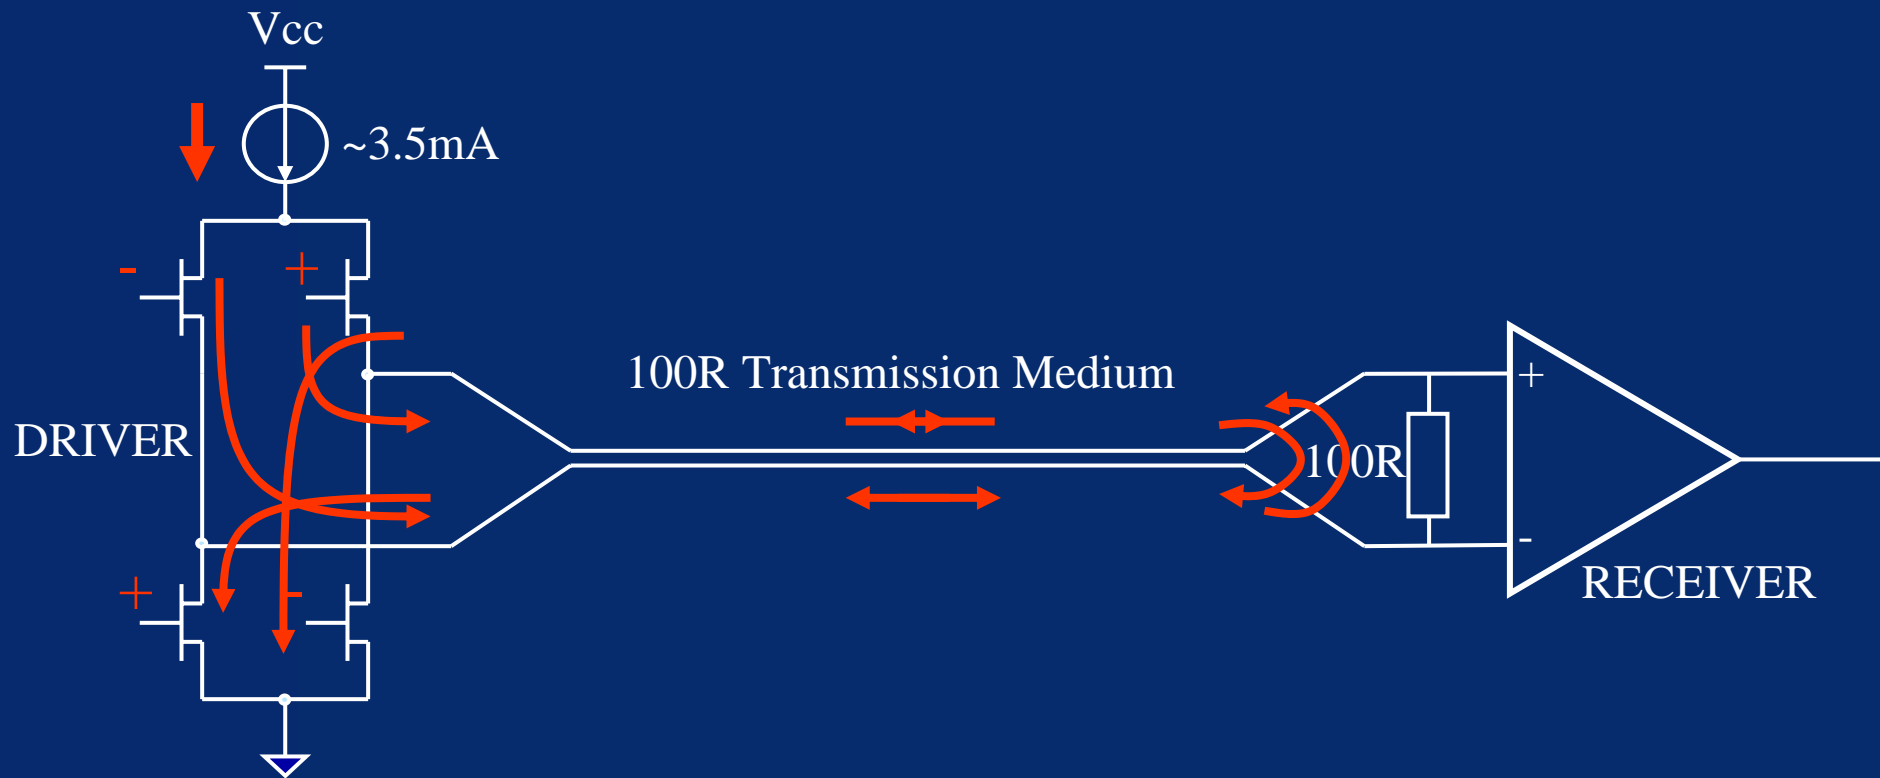 Vcc
~3.5mA
-
+
100R Transmission Medium
+
DRIVER
100R
-
RECEIVER
+
-